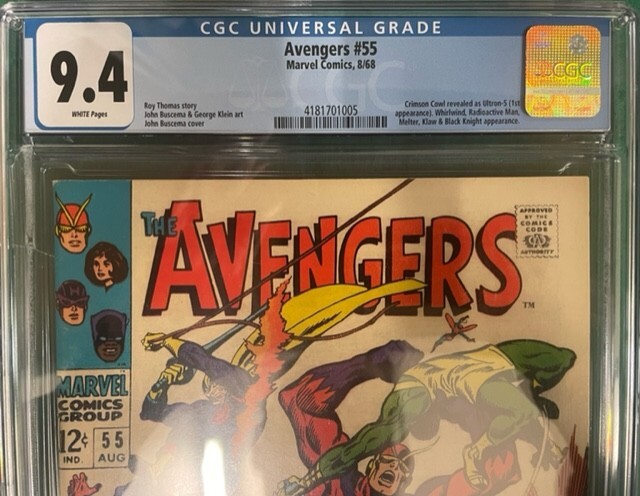 CGC UNIVERSAL GRADE
9.4
WHITE Pages
Avengers #55
Marvel Comics, 8/68
Roy Thomas story
John Buscema & George Klein art
John Buscema cover
4181701005
Crimson Cowl revealed as Ultron-5 (1st
appearance). Whirlwind, Radioactive Man,
Melter, Klaw & Black Knight appearance.
CGC
CGC
THE
AVENGERS
TM
APPROVED
BY THE
COMICS
CODE
AUTHORITY
MARVEL
COMICS
GROUP
12¢
IND.
55
AUG